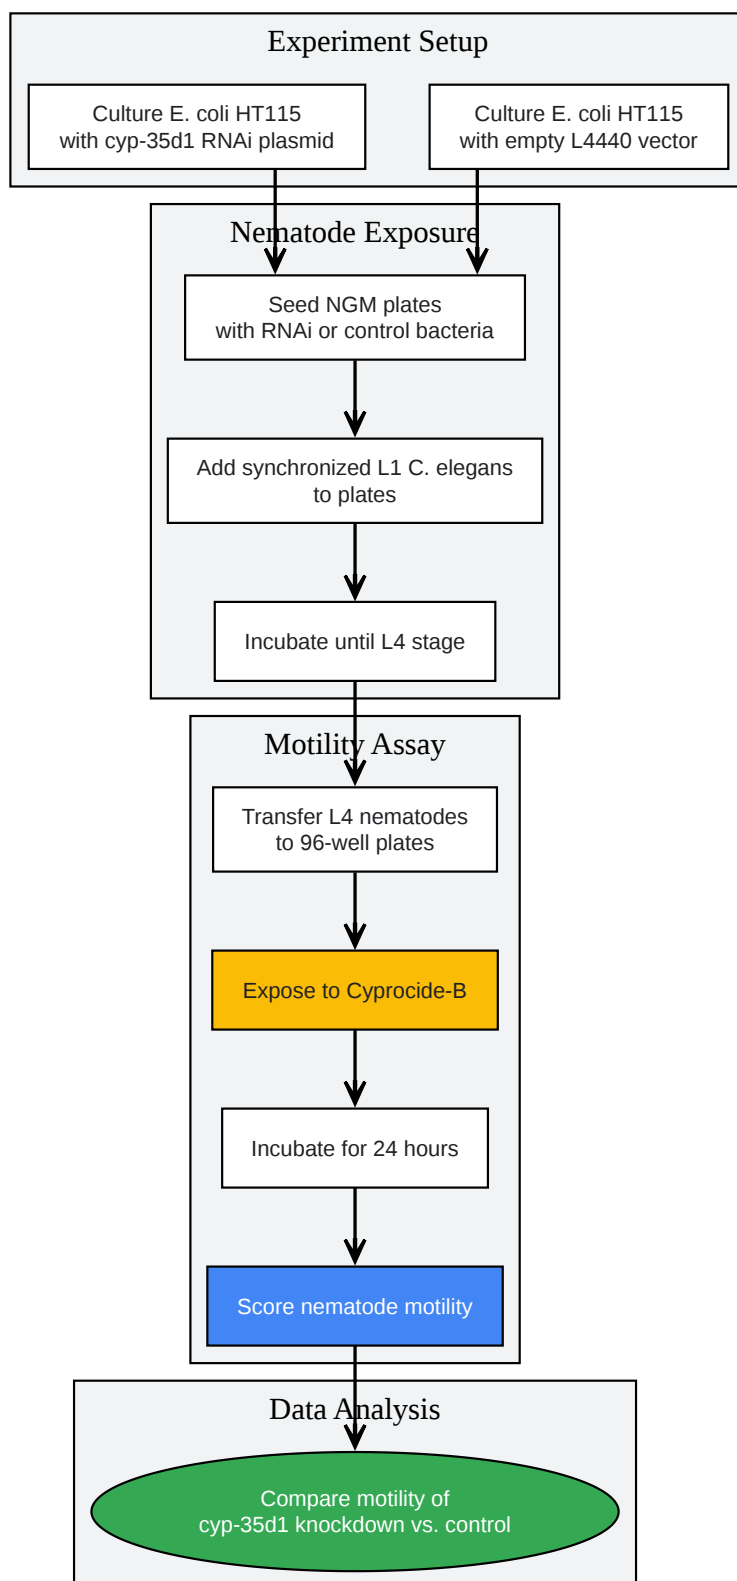 Experiment Setup
Culture E. coli HT115
with cyp-35d1 RNAi plasmid
Culture E. coli HT115
with empty L4440 vector
Nematode Exposure
Seed NGM plates
with RNAi or control bacteria
Add synchronized L1 C. elegans
to plates
Incubate until L4 stage
Motility Assay
Transfer L4 nematodes
to 96-well plates
Expose to Cyprocide-B
Incubate for 24 hours
Score nematode motility
Data Analysis
Compare motility of
cyp-35d1 knockdown vs. control